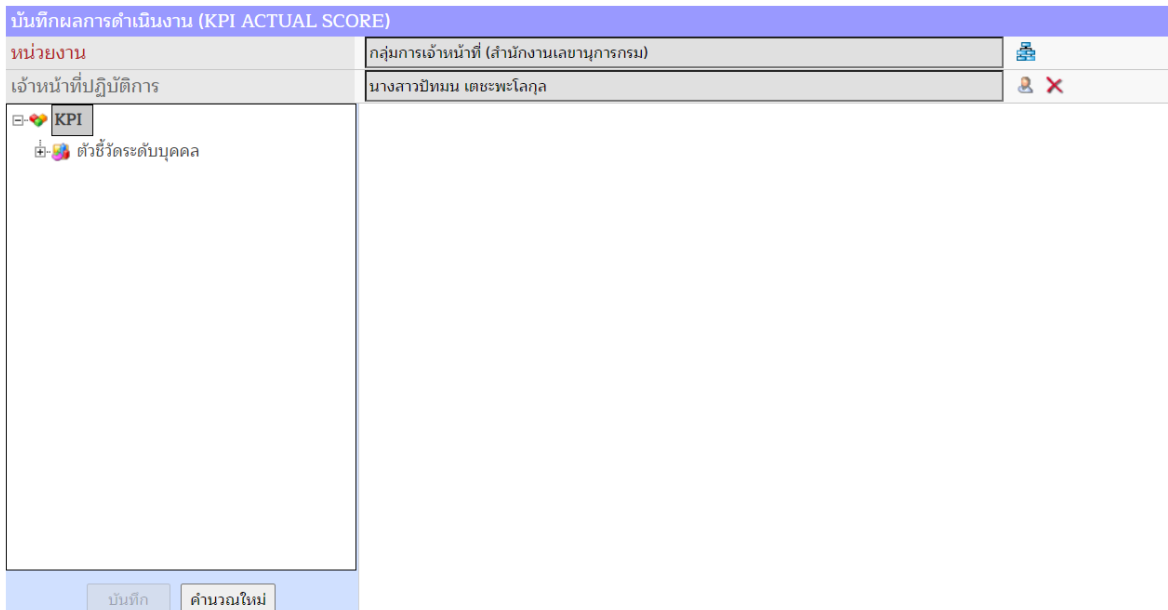 บันทึกผลการดำเนินงาน (KPI ACTUAL SCORE)
หน่วยงาน กลุ่มการเจ้าหน้าที่ (สำนักงานเลขานุการกรม)
เจ้าหน้าที่ปฏิบัติการ นางสาวปัทมน เตชะพะโลกุล
KPI
ตัวชี้วัดระดับบุคคล
บันทึก คำนวณใหม่